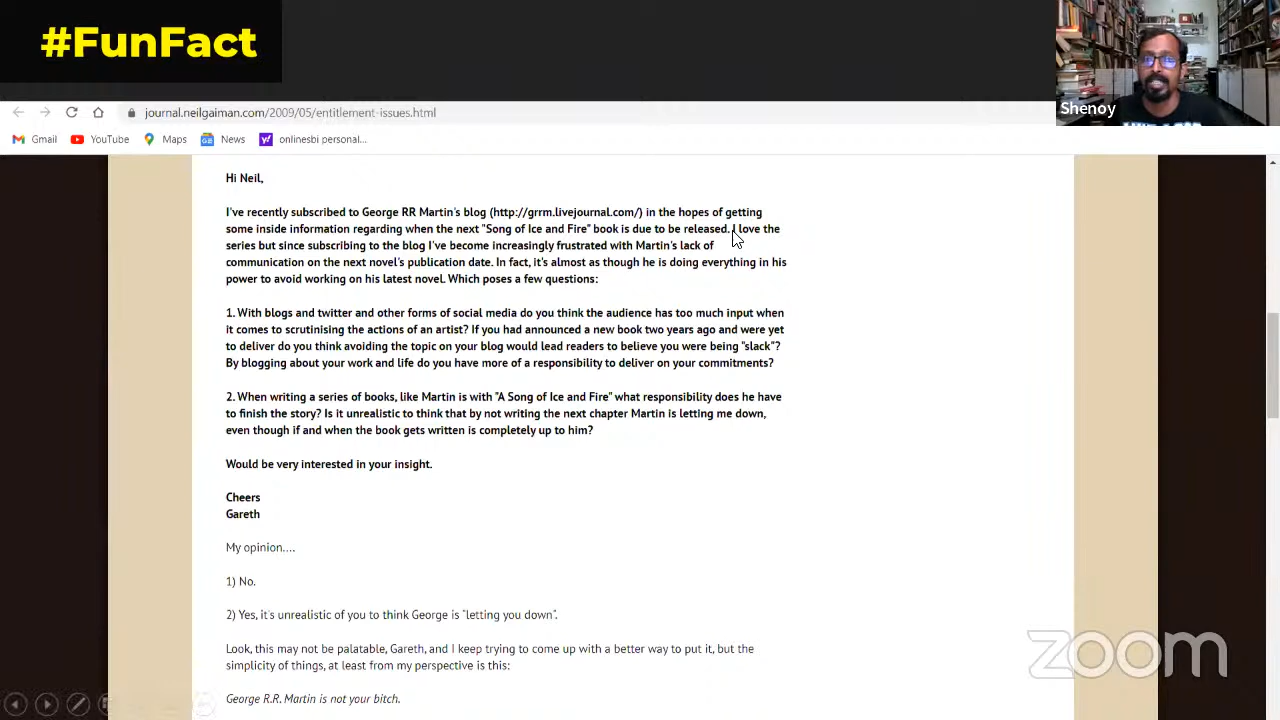 #FunFact
Shenoy
journal.neilgaiman.com/2009/05/entitlement-issues.html
Gmail YouTube Maps News onlinesbi personal...
Hi Neil,
I've recently subscribed to George RR Martin's blog (http://grrm.livejournal.com/) in the hopes of getting
some inside information regarding when the next "Song of Ice and Fire" book is due to be released. I love the
series but since subscribing to the blog I've become increasingly frustrated with Martin's lack of
communication on the next novel's publication date. In fact, it's almost as though he is doing everything in his
power to avoid working on his latest novel. Which poses a few questions:
1. With blogs and twitter and other forms of social media do you think the audience has too much input when
it comes to scrutinising the actions of an artist? If you had announced a new book two years ago and were yet
to deliver do you think avoiding the topic on your blog would lead readers to believe you were being "slack"?
By blogging about your work and life do you have more of a responsibility to deliver on your commitments?
2. When writing a series of books, like Martin is with "A Song of Ice and Fire" what responsibility does he have
to finish the story? Is it unrealistic to think that by not writing the next chapter Martin is letting me down,
even though if and when the book gets written is completely up to him?
Would be very interested in your insight.
Cheers
Gareth
My opinion....
1) No.
2) Yes, it's unrealistic of you to think George is "letting you down".
Look, this may not be palatable, Gareth, and I keep trying to come up with a better way to put it, but the
simplicity of things, at least from my perspective is this:
George R.R. Martin is not your bitch.
zoom